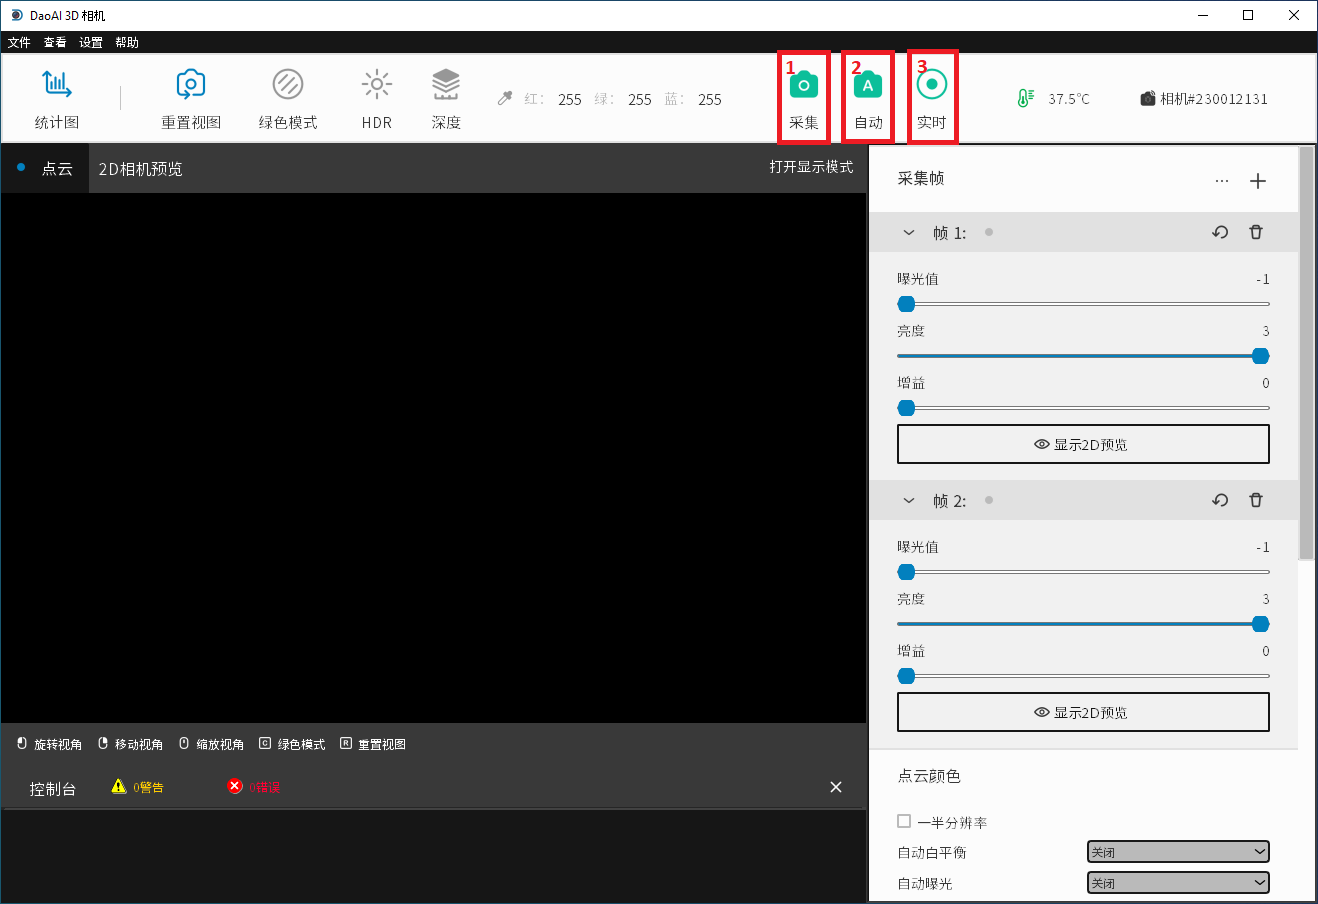 DaoAI 3D 相机
文件 查看 设置 帮助
1 2 3
统计图 重置视图 绿色模式 HDR 深度 红: 255 绿: 255 蓝: 255 采集 自动 实时 37.5°C 相机#230012131
点云 2D相机预览 打开显示模式
采集帧 ...
帧 1:
曝光值 -1
亮度 3
增益 0
显示2D预览
帧 2:
曝光值 -1
亮度 3
增益 0
显示2D预览
旋转视角 移动视角 缩放视角 C 绿色模式 R 重置视图
控制台 0警告 0错误
点云颜色
一半分辨率
自动白平衡 关闭
自动曝光 关闭